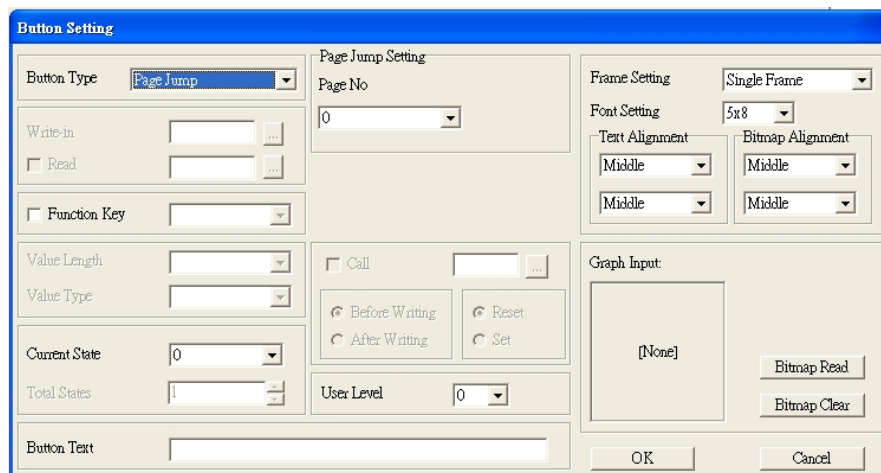 Button Setting
Button Type
Page Jump
Write-in
...
Read
...
Function Key
Value Length
Value Type
Current State
0
Total States
1
Button Text
Page Jump Setting
Page No
0
Call
...
Before Writing
After Writing
Reset
Set
User Level
0
Frame Setting
Single Frame
Font Setting
5x8
Text Alignment
Middle
Middle
Bitmap Alignment
Middle
Middle
Graph Input:
[None]
Bitmap Read
Bitmap Clear
OK
Cancel